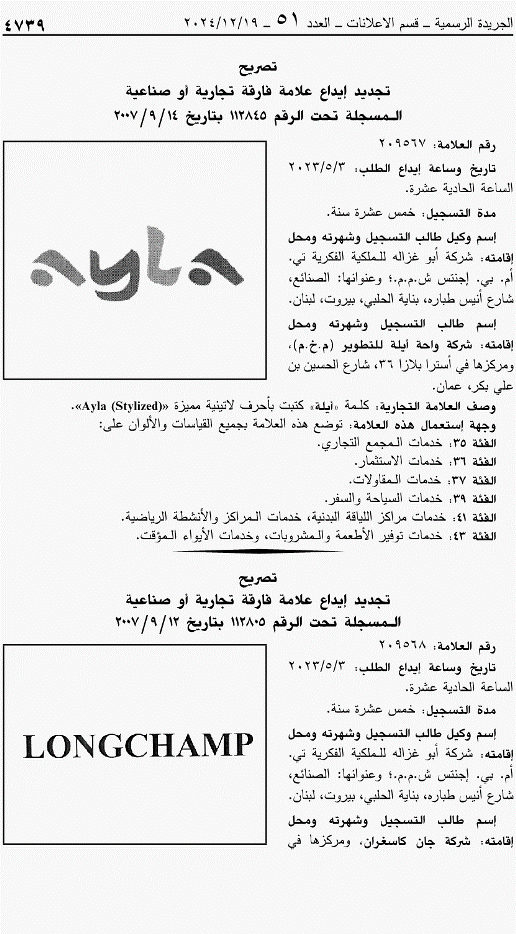 الجريدة الرسمية ــ قسم الاعلانات ــ العدد ٥١ ــ ٢٠٢٤/١٢/١٩
٤٧٣٩
تصريح
تجديد إيداع علامة فارقة تجارية أو صناعية
المسجلة تحت الرقم ١١٢٨٤٥ بتاريخ ٢٠٠٧/٩/١٤
رقم العلامة: ٢٠٩٥٦٧
تاريخ وساعة إيداع الطلب: ٢٠٢٣/٥/٣
الساعة الحادية عشرة.
مدة التسجيل: خمس عشرة سنة.
إسم وكيل طالب التسجيل وشهرته ومحل
إقامته: شركة أبو غزاله للملكية الفكرية تي.
أم. بي. إجنتس ش.م.م.؛ وعنوانها: الصنائع،
شارع أنيس طباره، بناية الحلبي، بيروت، لبنان.
إسم طالب التسجيل وشهرته ومحل
إقامته: شركة واحة أيلة للتطوير (م.خ.م)،
ومركزها في أسترا بلازا ٣٦، شارع الحسين بن
علي بكر، عمان.
ayla
وصف العلامة التجارية: كلمة «أيلة» كتبت بأحرف لاتينية مميزة «Ayla (Stylized)».
وجهة إستعمال هذه العلامة: توضع هذه العلامة بجميع القياسات والألوان على:
الفئة ٣٥: خدمات المجمع التجاري.
الفئة ٣٦: خدمات الاستثمار.
الفئة ٣٧: خدمات المقاولات.
الفئة ٣٩: خدمات السياحة والسفر.
الفئة ٤١: خدمات مراكز اللياقة البدنية، خدمات المراكز والأنشطة الرياضية.
الفئة ٤٣: خدمات توفير الأطعمة والمشروبات، وخدمات الأيواء المؤقت.
تصريح
تجديد إيداع علامة فارقة تجارية أو صناعية
المسجلة تحت الرقم ١١٢٨٠٥ بتاريخ ٢٠٠٧/٩/١٢
رقم العلامة: ٢٠٩٥٦٨
تاريخ وساعة إيداع الطلب: ٢٠٢٣/٥/٣
الساعة الحادية عشرة.
مدة التسجيل: خمس عشرة سنة.
إسم وكيل طالب التسجيل وشهرته ومحل
إقامته: شركة أبو غزاله للملكية الفكرية تي.
أم. بي. إجنتس ش.م.م.؛ وعنوانها: الصنائع،
شارع أنيس طباره، بناية الحلبي، بيروت، لبنان.
إسم طالب التسجيل وشهرته ومحل
إقامته: شركة جان كاسغران، ومركزها في
LONGCHAMP